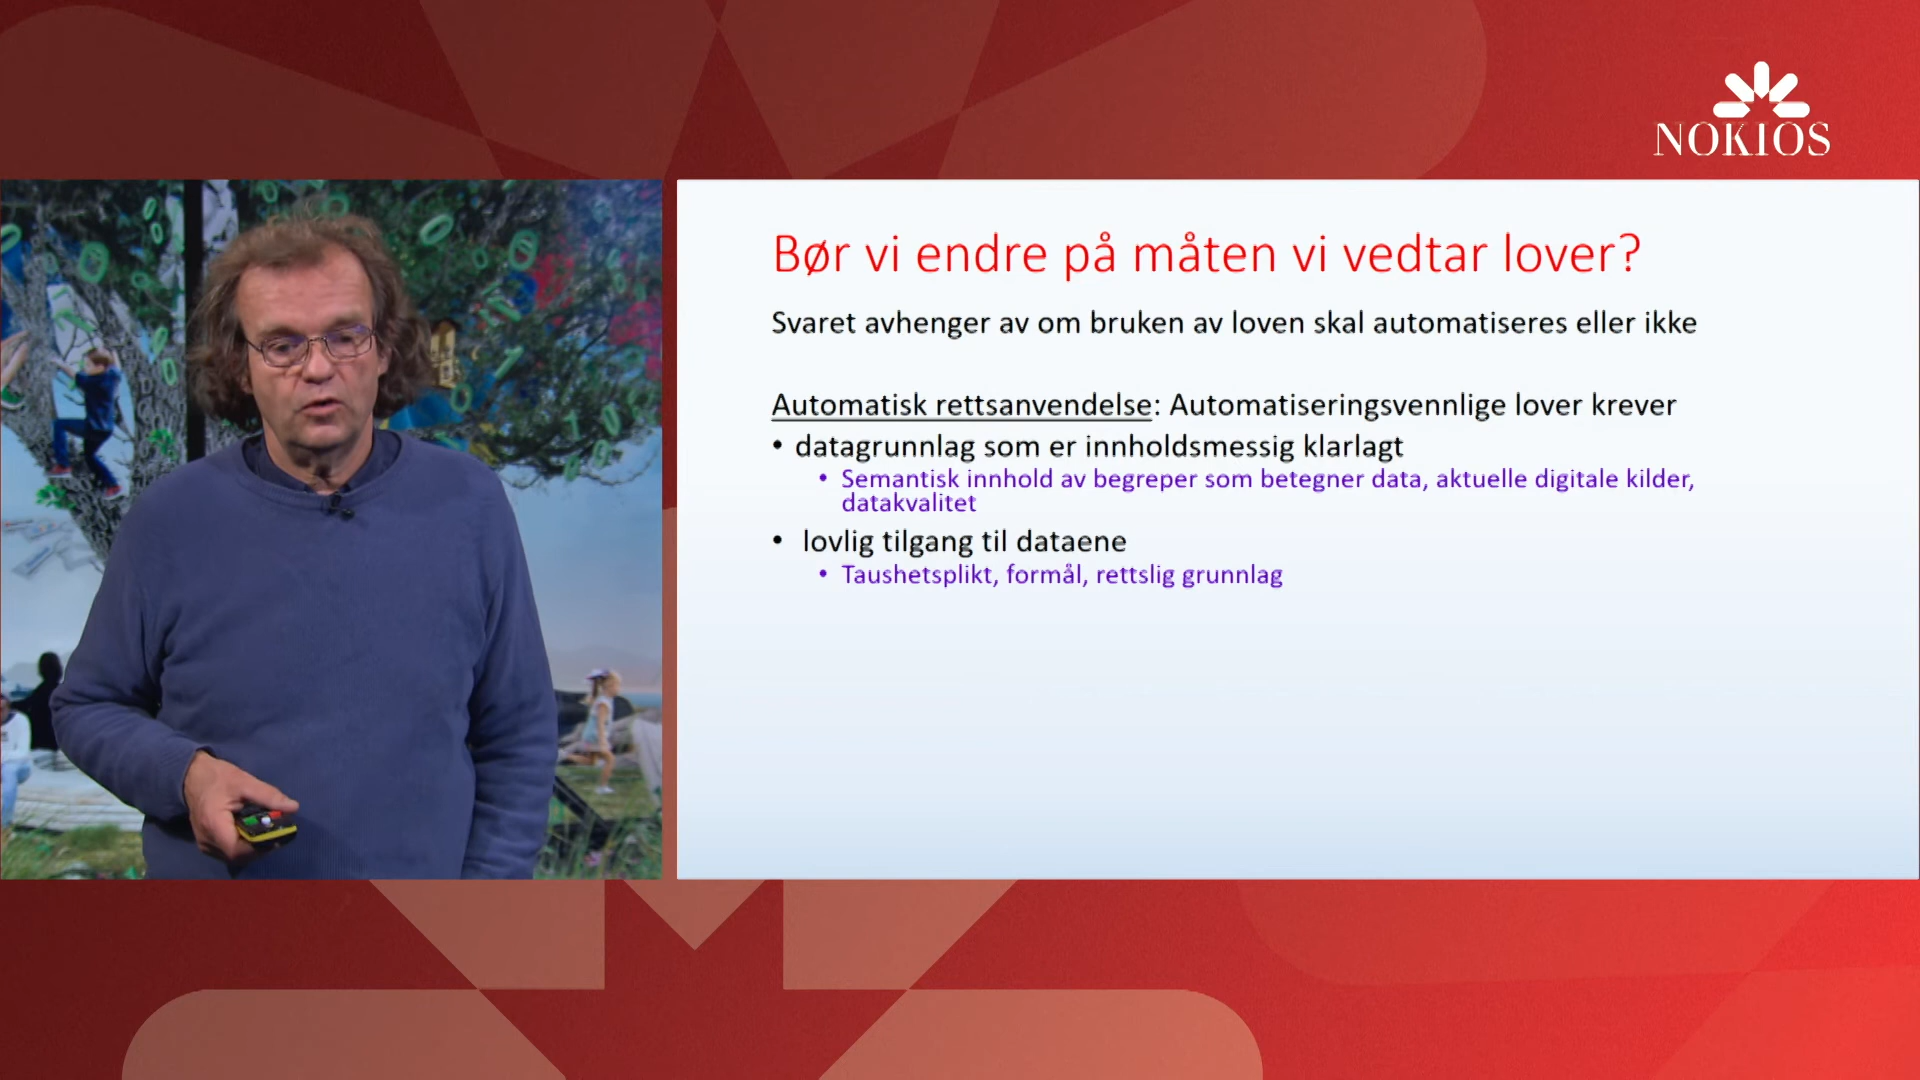 NOKIOS
Bør vi endre på måten vi vedtar lover?
Svaret avhenger av om bruken av loven skal automatiseres eller ikke
Automatisk rettsanvendelse: Automatiseringsvennlige lover krever
• datagrunnlag som er innholdsmessig klarlagt
• Semantisk innhold av begreper som betegner data, aktuelle digitale kilder,
datakvalitet
• lovlig tilgang til dataene
• Taushetsplikt, formål, rettslig grunnlag